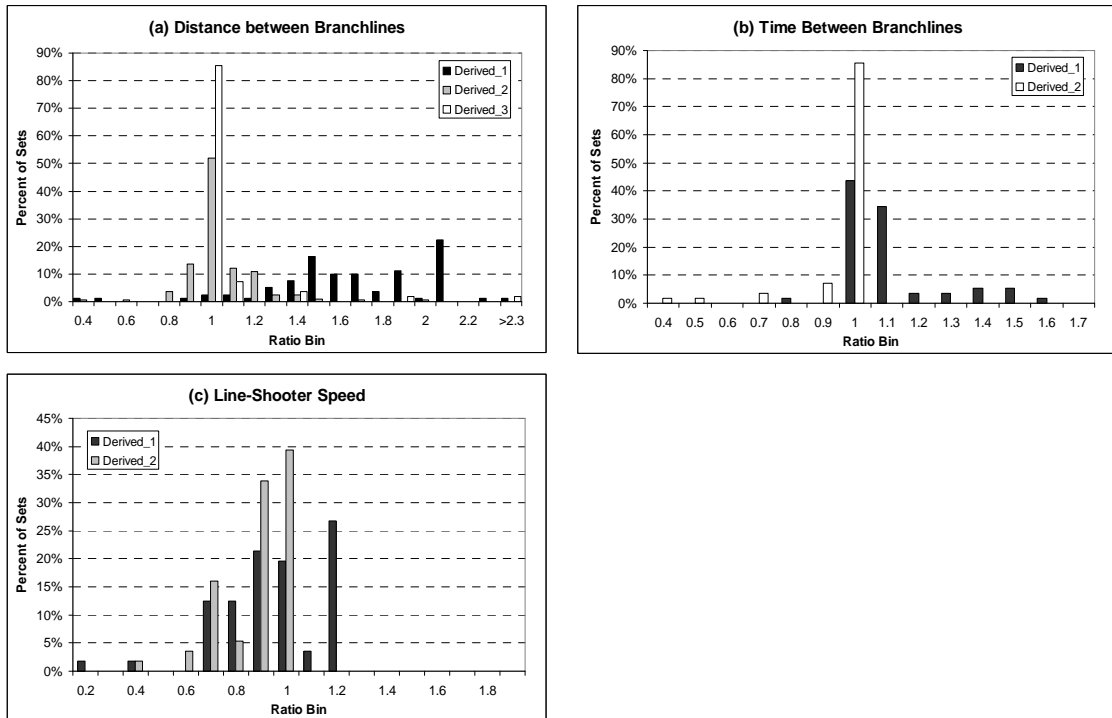 (a) Distance between Branchlines
90%
80%
70%
60%
50%
40%
30%
20%
10%
0%
Percent of Sets
Derived_1
Derived_2
Derived_3
0.4 0.6 0.8 1 1.2 1.4 1.6 1.8 2 2.2 >2.3
Ratio Bin
(b) Time Between Branchlines
90%
80%
70%
60%
50%
40%
30%
20%
10%
0%
Percent of Sets
Derived_1
Derived_2
0.4 0.5 0.6 0.7 0.8 0.9 1 1.1 1.2 1.3 1.4 1.5 1.6 1.7
Ratio Bin
(c) Line-Shooter Speed
45%
40%
35%
30%
25%
20%
15%
10%
5%
0%
Percent of Sets
Derived_1
Derived_2
0.2 0.4 0.6 0.8 1 1.2 1.4 1.6 1.8
Ratio Bin